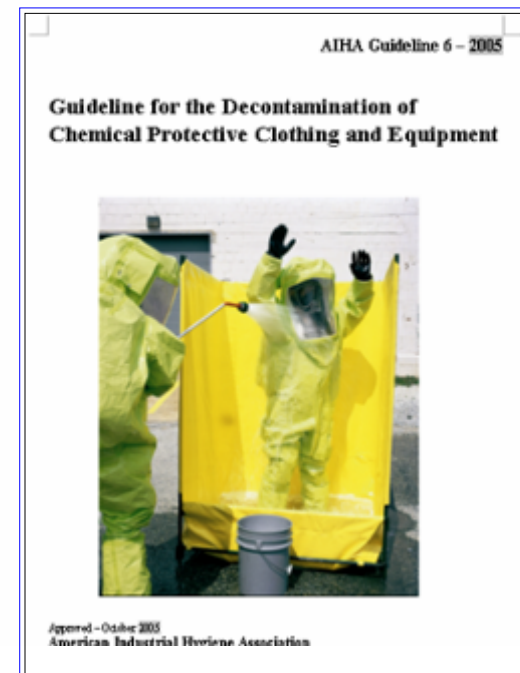 AIHA Guideline 6 – 2005
Guideline for the Decontamination of
Chemical Protective Clothing and Equipment
Approved – October 2005
American Industrial Hygiene Association